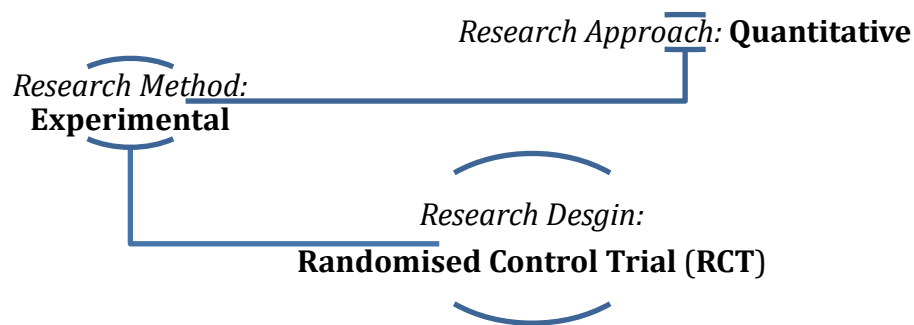 Research Approach: Quantitative
Research Method:
Experimental
Research Desgin:
Randomised Control Trial (RCT)